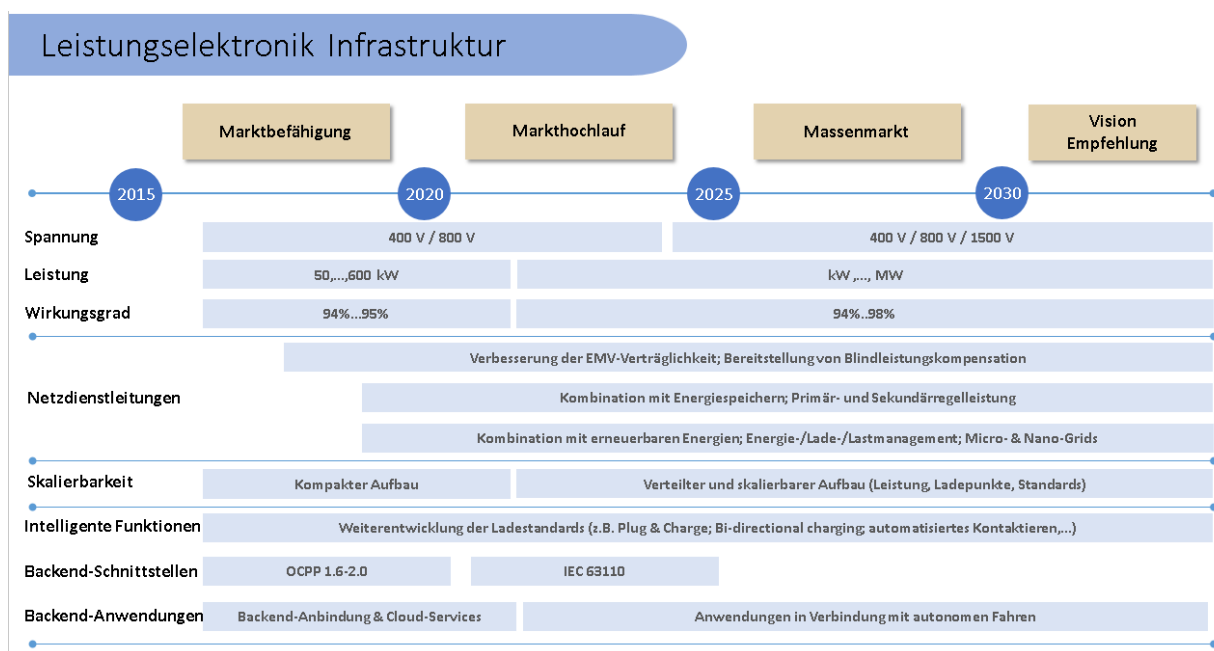 Leistungselektronik Infrastruktur
Marktbefähigung
Markthochlauf
Massenmarkt
Vision
Empfehlung
2015
2020
2025
2030
Spannung
400 V / 800 V
400 V / 800 V / 1500 V
Leistung
50,...,600 kW
kW ,..., MW
Wirkungsgrad
94%...95%
94%..98%
Verbesserung der EMV-Verträglichkeit; Bereitstellung von Blindleistungskompensation
Netzdienstleitungen
Kombination mit Energiespeichern; Primär- und Sekundärregelleistung
Kombination mit erneuerbaren Energien; Energie-/Lade-/Lastmanagement; Micro- & Nano-Grids
Skalierbarkeit
Kompakter Aufbau
Verteilter und skalierbarer Aufbau (Leistung, Ladepunkte, Standards)
Intelligente Funktionen
Weiterentwicklung der Ladestandards (z.B. Plug & Charge; Bi-directional charging; automatisiertes Kontaktieren,...)
Backend-Schnittstellen
OCPP 1.6-2.0
IEC 63110
Backend-Anwendungen
Backend-Anbindung & Cloud-Services
Anwendungen in Verbindung mit autonomen Fahren